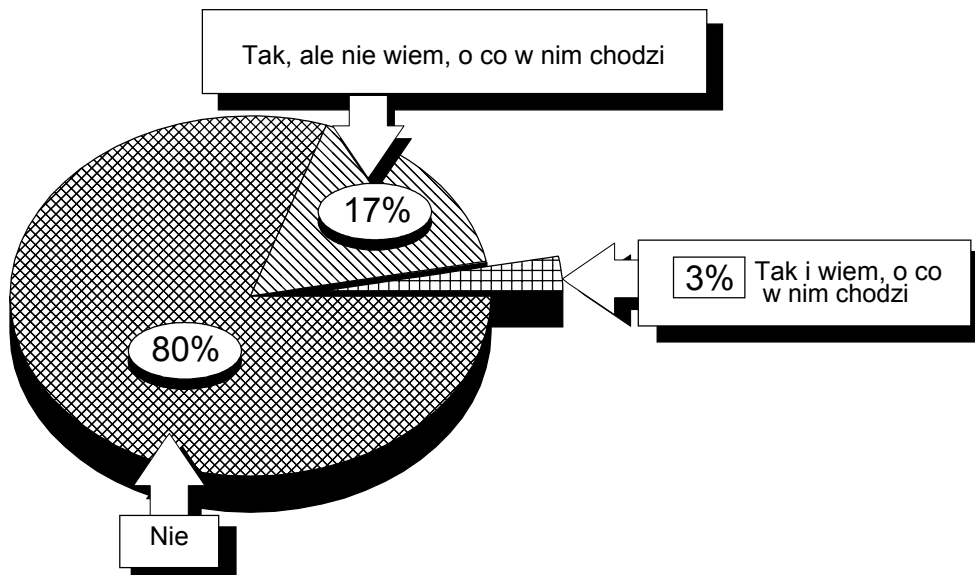 Tak, ale nie wiem, o co w nim chodzi
17%
3%
Tak i wiem, o co
w nim chodzi
80%
Nie